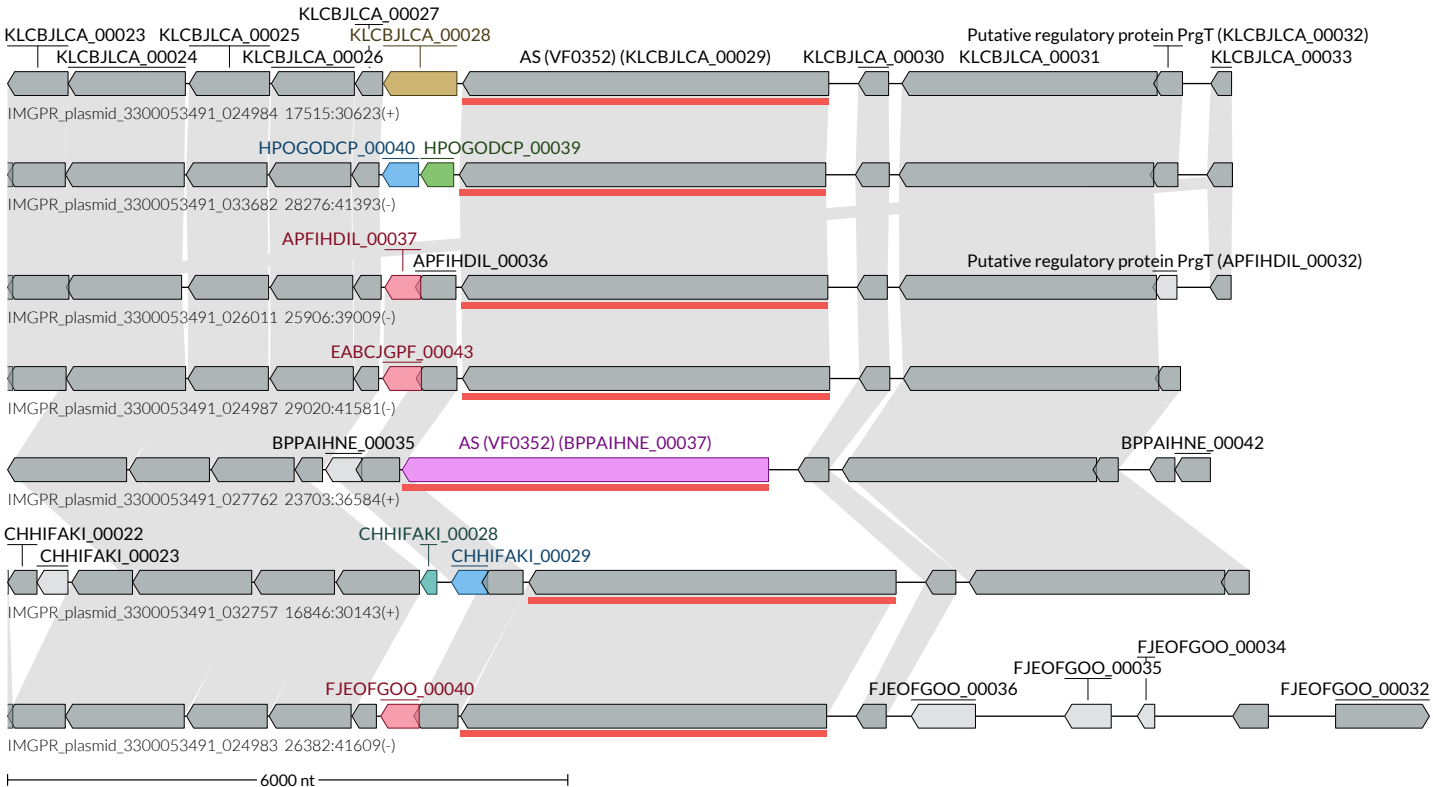 KLCBJLCA_00027
KLCBJLCA_00023 KLCBJLCA_00025 KLCBJLCA_00028 Putative regulatory protein PrgT (KLCBJLCA_00032)
KLCBJLCA_00024 KLCBJLCA_00026 AS (VF0352) (KLCBJLCA_00029) KLCBJLCA_00030 KLCBJLCA_00031 KLCBJLCA_00033
IMGPR_plasmid_3300053491_024984 17515:30623(+)
HPOGODCP_00040 HPOGODCP_00039
IMGPR_plasmid_3300053491_033682 28276:41393(-)
APFIHDIL_00037
APFIHDIL_00036 Putative regulatory protein PrgT (APFIHDIL_00032)
IMGPR_plasmid_3300053491_026011 25906:39009(-)
EABCJGPF_00043
IMGPR_plasmid_3300053491_024987 29020:41581(-)
BPPAIHNE_00035 AS (VF0352) (BPPAIHNE_00037) BPPAIHNE_00042
IMGPR_plasmid_3300053491_027762 23703:36584(+)
CHHIFAKI_00022 CHHIFAKI_00028
CHHIFAKI_00023 CHHIFAKI_00029
IMGPR_plasmid_3300053491_032757 16846:30143(+)
FJEOFGOO_00034
FJEOFGOO_00035
FJEOFGOO_00040 FJEOFGOO_00036 FJEOFGOO_00032
IMGPR_plasmid_3300053491_024983 26382:41609(-)
6000 nt